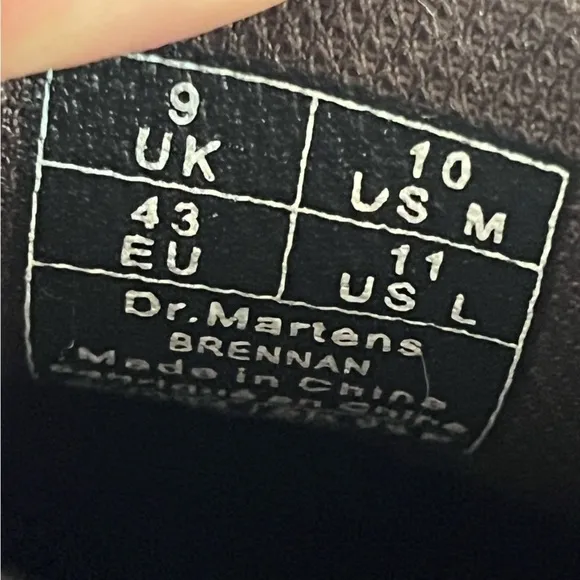 9
UK
10
US M
43
EU
11
US L
Dr.Martens
BRENNAN
Made in China